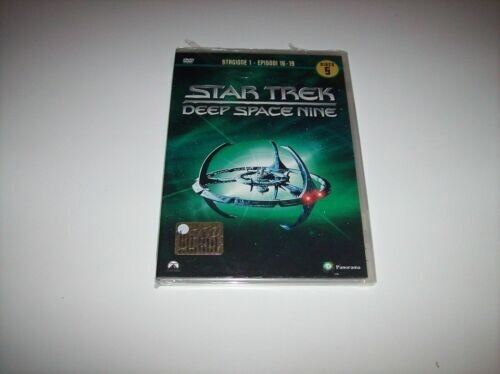 DVD
STAGIONE 1 - EPISODI 16-19
DISCO
5
STAR TREK
DEEP SPACE NINE
Panorama